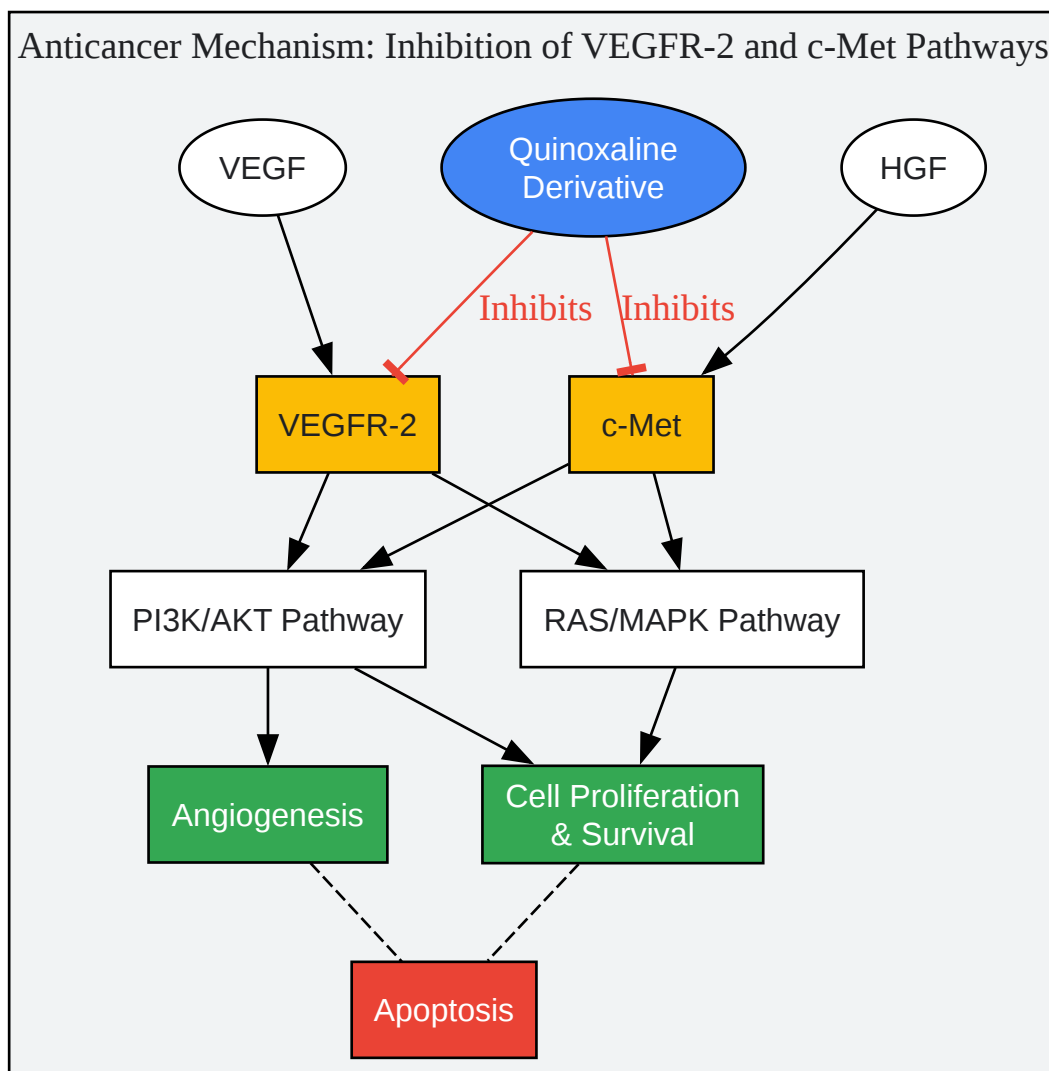 Anticancer Mechanism: Inhibition of VEGFR-2 and c-Met Pathways
VEGF
Quinoxaline
Derivative
HGF
Inhibits
Inhibits
VEGFR-2
c-Met
PI3K/AKT Pathway
RAS/MAPK Pathway
Angiogenesis
Cell Proliferation
& Survival
Apoptosis